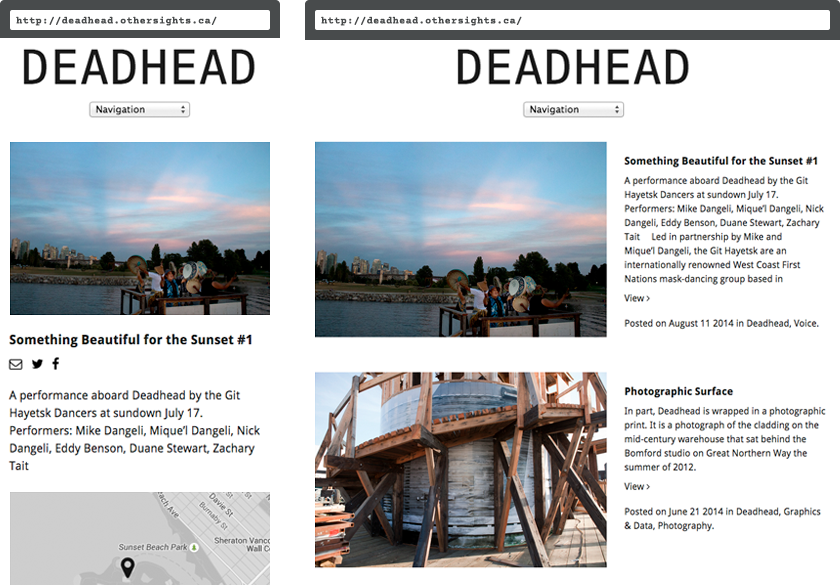 http://deadhead.othersights.ca/
DEADHEAD
Navigation
Something Beautiful for the Sunset #1
A performance aboard Deadhead by the Git
Hayetsk Dancers at sundown July 17.
Performers: Mike Dangeli, Mique'l Dangeli, Nick
Dangeli, Eddy Benson, Duane Stewart, Zachary
Tait
Davie St
Burnaby St
Sunset Beach Park
Sheraton Vanc
Wall C
http://deadhead.othersights.ca/
DEADHEAD
Navigation
Something Beautiful for the Sunset #1
A performance aboard Deadhead by the Git
Hayetsk Dancers at sundown July 17.
Performers: Mike Dangeli, Mique'l Dangeli, Nick
Dangeli, Eddy Benson, Duane Stewart, Zachary
Tait Led in partnership by Mike and
Mique'l Dangeli, the Git Hayetsk are an
internationally renowned West Coast First
Nations mask-dancing group based in
View ›
Posted on August 11 2014 in Deadhead, Voice.
Photographic Surface
In part, Deadhead is wrapped in a photographic
print. It is a photograph of the cladding on the
mid-century warehouse that sat behind the
Bomford studio on Great Northern Way the
summer of 2012.
View ›
Posted on June 21 2014 in Deadhead, Graphics
& Data, Photography.